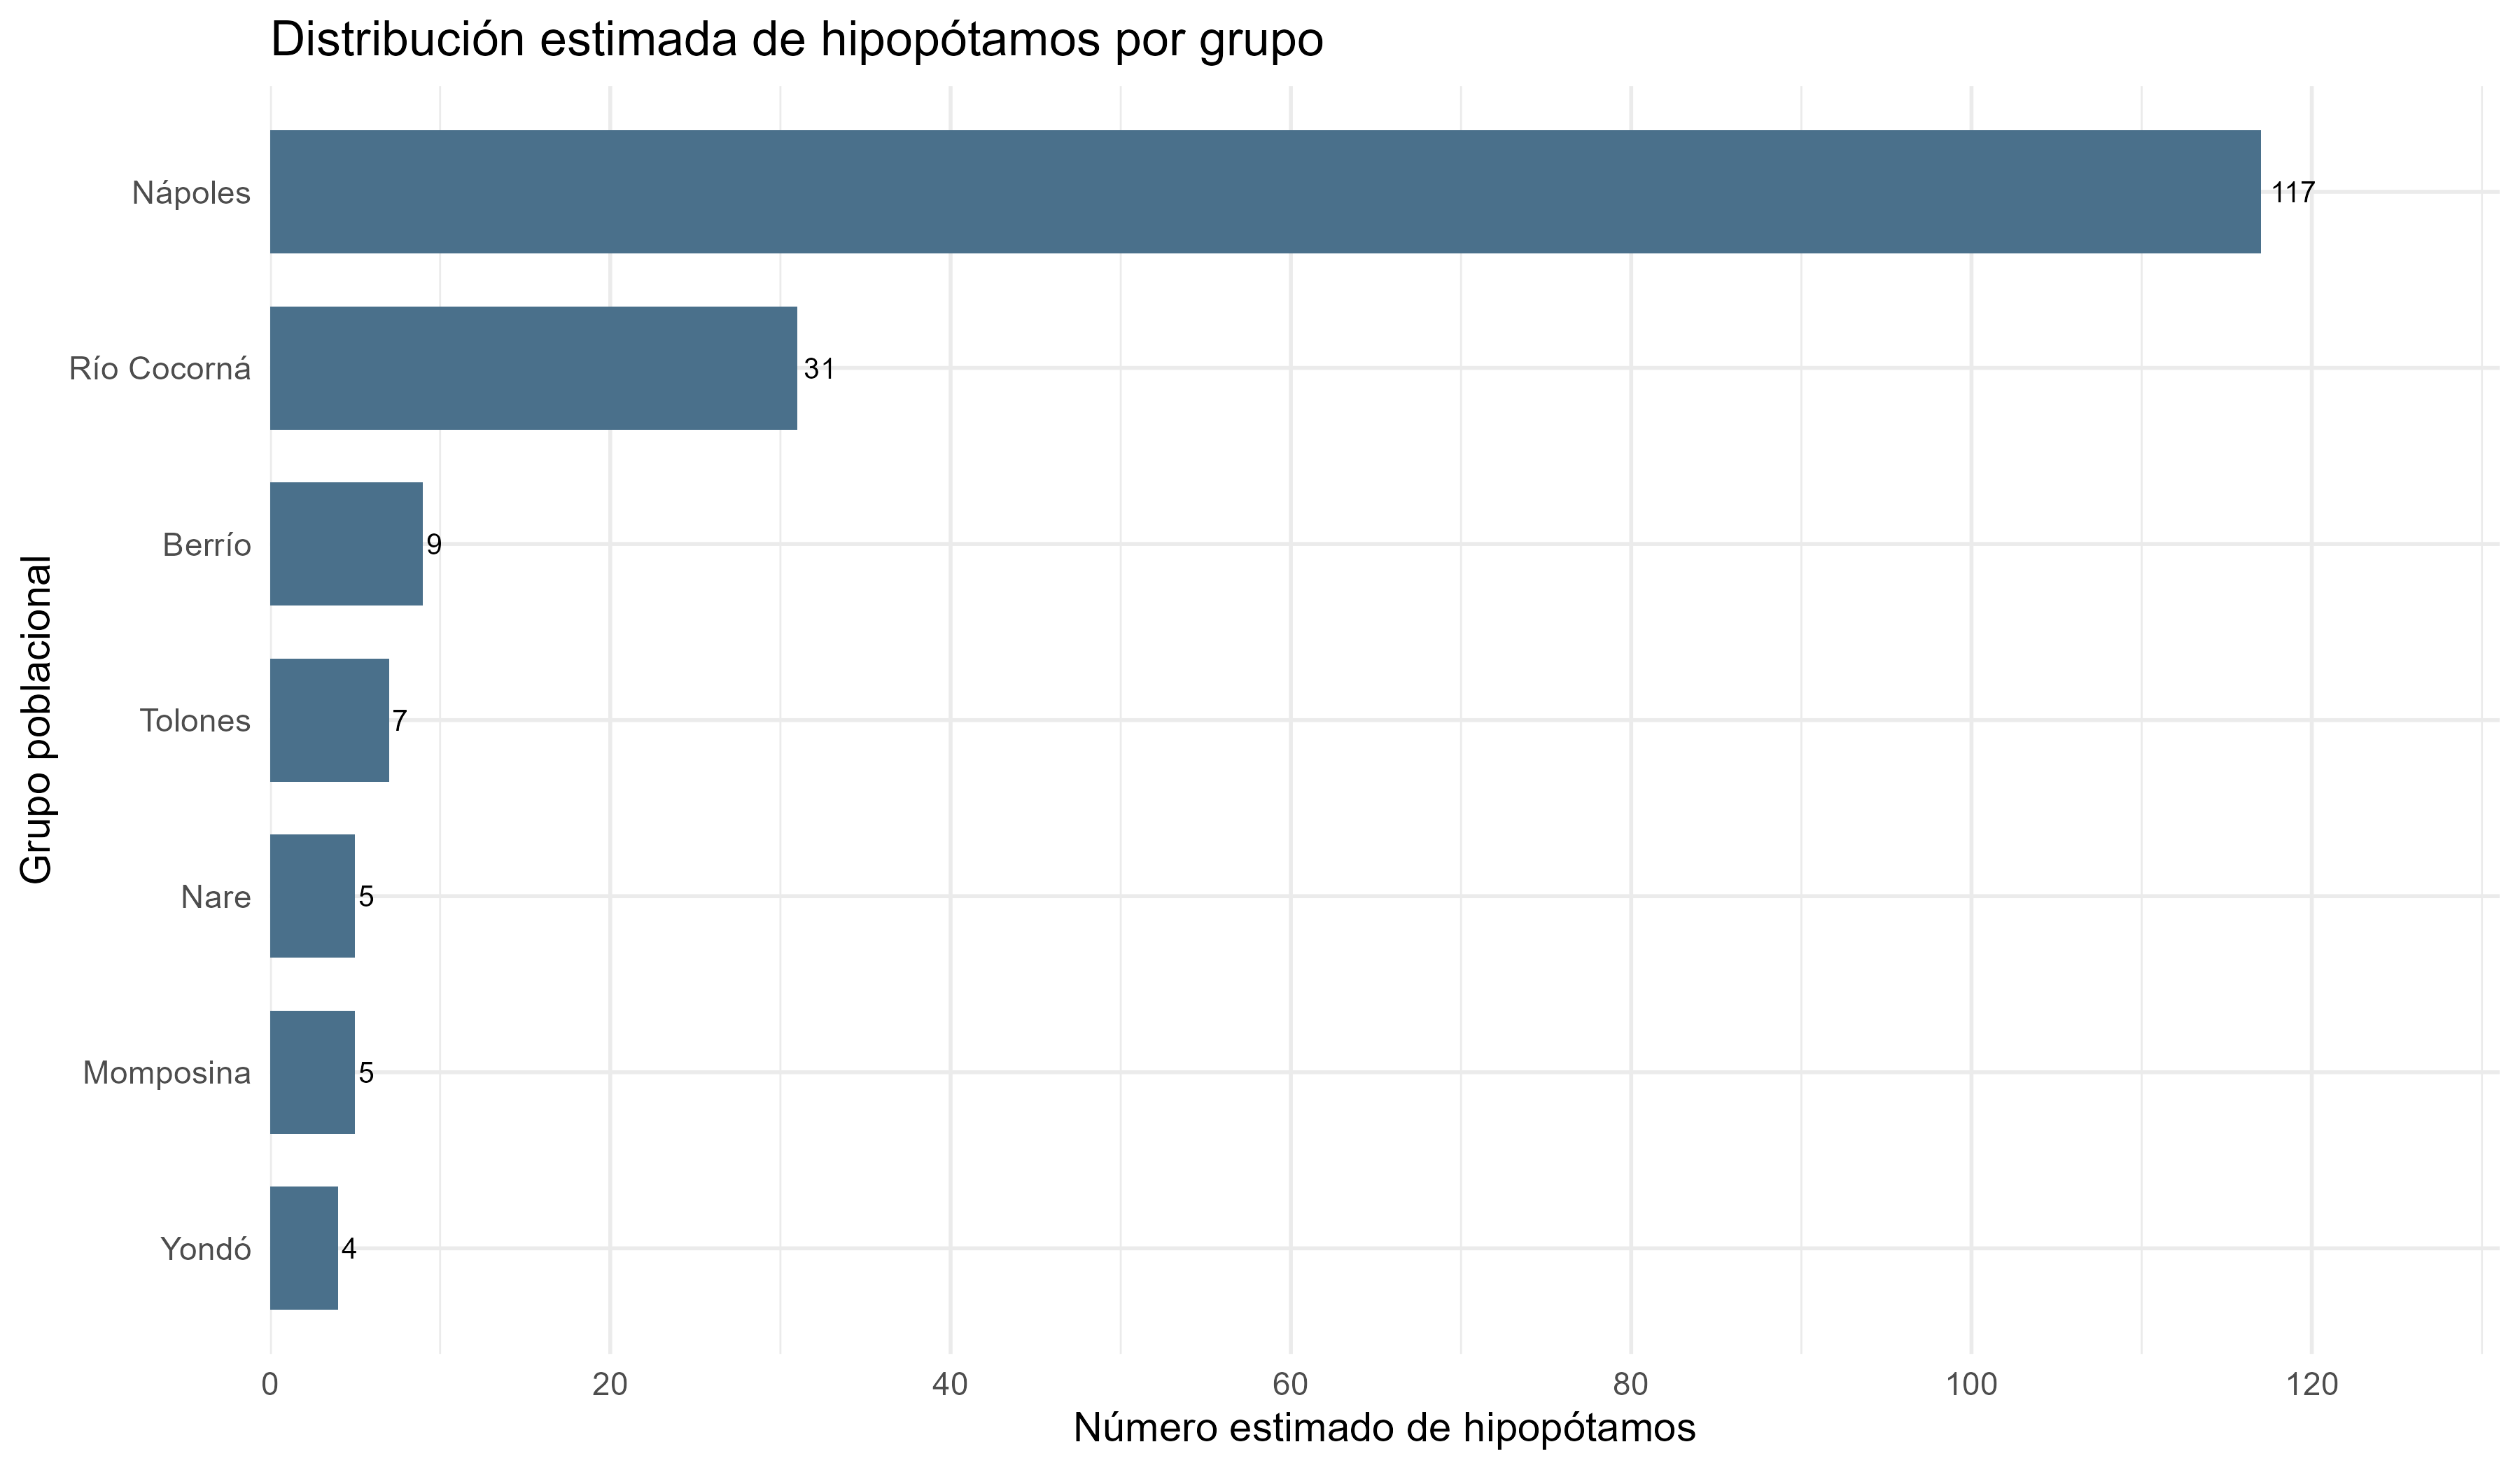 Distribución estimada de hipopótamos por grupo
Nápoles
117
Río Cocorná
31
Berrío
9
Tolones
7
Nare
5
Momposina
5
Yondó
4
Grupo poblacional
0 20 40 60 80 100 120
Número estimado de hipopótamos